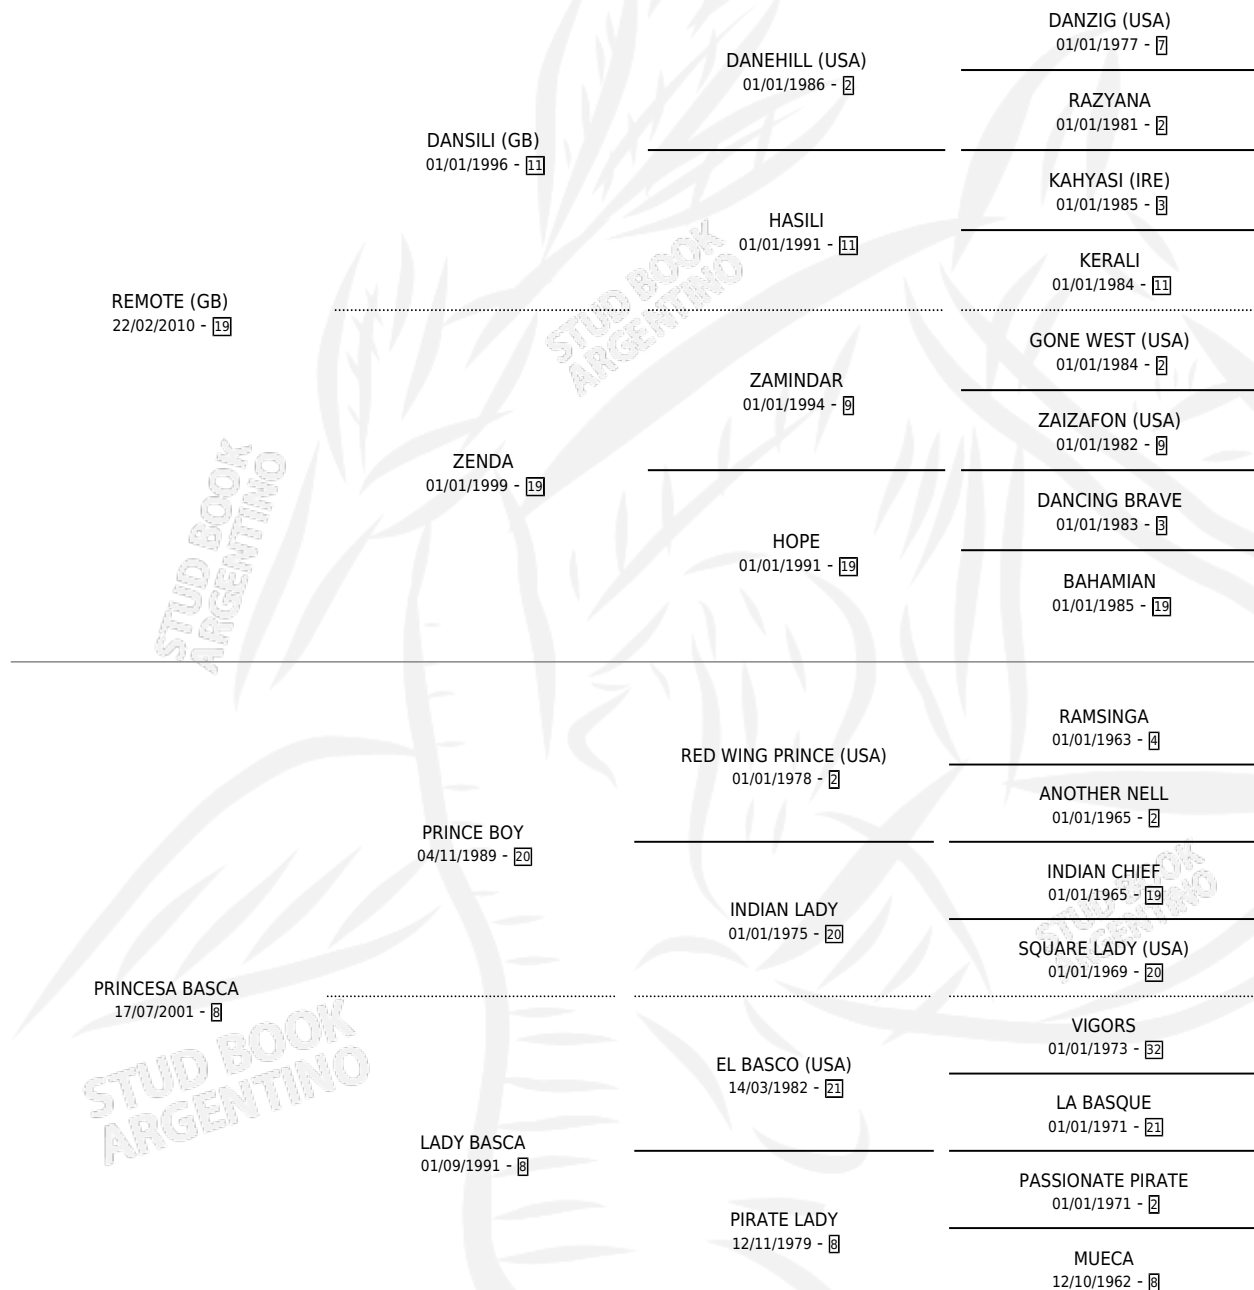 DANZIG (USA)
01/01/1977 - 7
DANEHILL (USA)
01/01/1986 - 2
RAZYANA
01/01/1981 - 2
DANSILI (GB)
01/01/1996 - 11
KAHYASI (IRE)
01/01/1985 - 3
HASILI
01/01/1991 - 11
KERALI
01/01/1984 - 11
REMOTE (GB)
22/02/2010 - 19
GONE WEST (USA)
01/01/1984 - 2
ZAMINDAR
01/01/1994 - 9
ZAIZAFON (USA)
01/01/1982 - 9
ZENDA
01/01/1999 - 19
DANCING BRAVE
01/01/1983 - 3
HOPE
01/01/1991 - 19
BAHAMIAN
01/01/1985 - 19
RAMSINGA
01/01/1963 - 4
RED WING PRINCE (USA)
01/01/1978 - 2
ANOTHER NELL
01/01/1965 - 2
PRINCE BOY
04/11/1989 - 20
INDIAN CHIEF
01/01/1965 - 19
INDIAN LADY
01/01/1975 - 20
SQUARE LADY (USA)
01/01/1969 - 20
PRINCESA BASCA
17/07/2001 - 8
VIGORS
01/01/1973 - 32
EL BASCO (USA)
14/03/1982 - 21
LA BASQUE
01/01/1971 - 21
LADY BASCA
01/09/1991 - 8
PASSIONATE PIRATE
01/01/1971 - 2
PIRATE LADY
12/11/1979 - 8
MUECA
12/10/1962 - 8
STUD BOOK
ARGENTINO
STUD BOOK
ARGENTINO
STUD BOOK
ARGENTINO
STUD BOOK
ARGENTINO